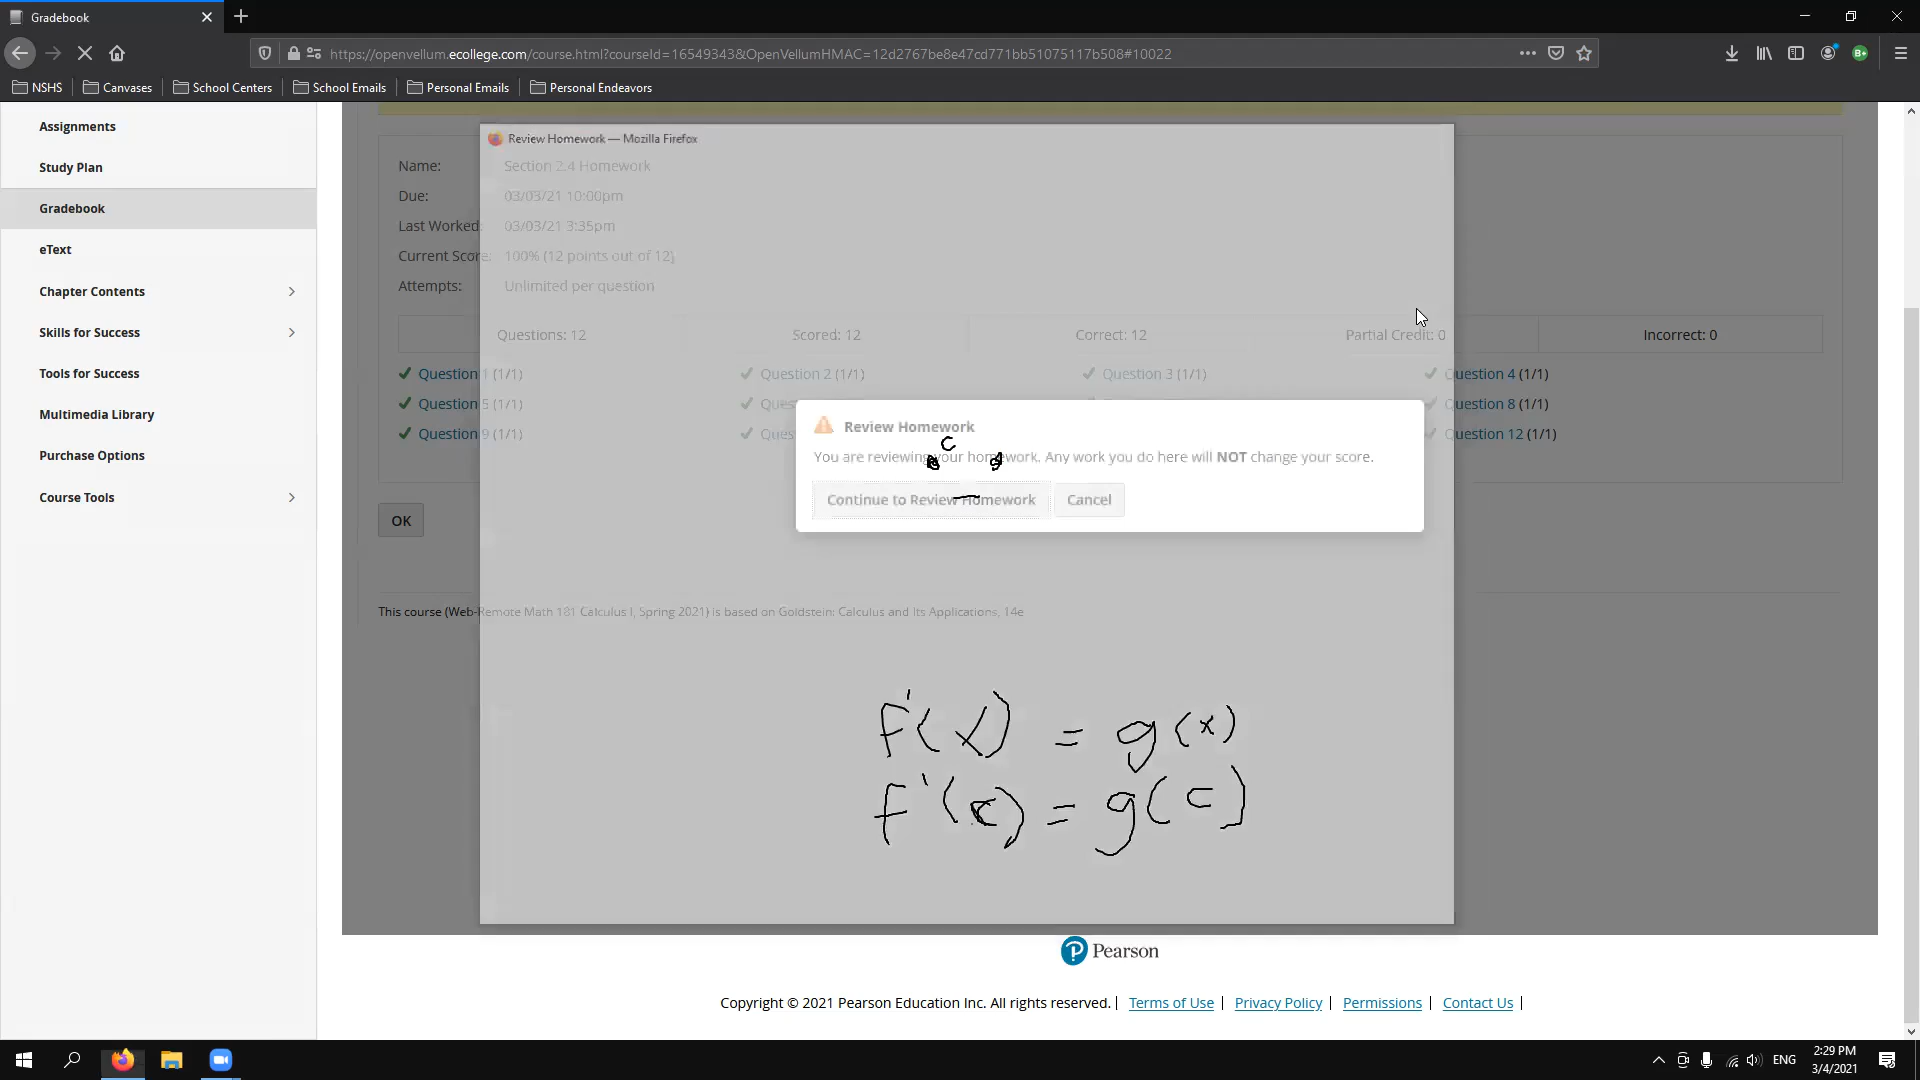 Gradebook
https://openvellum.ecollege.com/course.html?courseId=16549343&OpenVellumHMAC=12d2767be8e47cd771bb51075117b508#10022
B+
NSHS
Canvases
School Centers
School Emails
Personal Emails
Personal Endeavors
Assignments
Study Plan
Gradebook
eText
Chapter Contents
Skills for Success
Tools for Success
Multimedia Library
Purchase Options
Course Tools
Review Homework — Mozilla Firefox
Name: Section 2.4 Homework
Due: 03/03/21 10:00pm
Last Worked: 03/03/21 3:35pm
Current Score: 100% (12 points out of 12)
Attempts: Unlimited per question
Questions: 12 Scored: 12 Correct: 12 Partial Credit: 0 Incorrect: 0
Question 1 (1/1) Question 2 (1/1) Question 3 (1/1) Question 4 (1/1)
Question 5 (1/1) Question 8 (1/1)
Question 9 (1/1) Question 12 (1/1)
Review Homework
c
You are reviewing your homework. Any work you do here will NOT change your score.
Continue to Review Homework
Cancel
OK
This course (Web-Remote Math 181 Calculus I, Spring 2021) is based on Goldstein: Calculus and Its Applications, 14e
F'(x) = g(x)
F'(c) = g(c)
Pearson
Copyright © 2021 Pearson Education Inc. All rights reserved. | Terms of Use | Privacy Policy | Permissions | Contact Us |
ENG
2:29 PM
3/4/2021